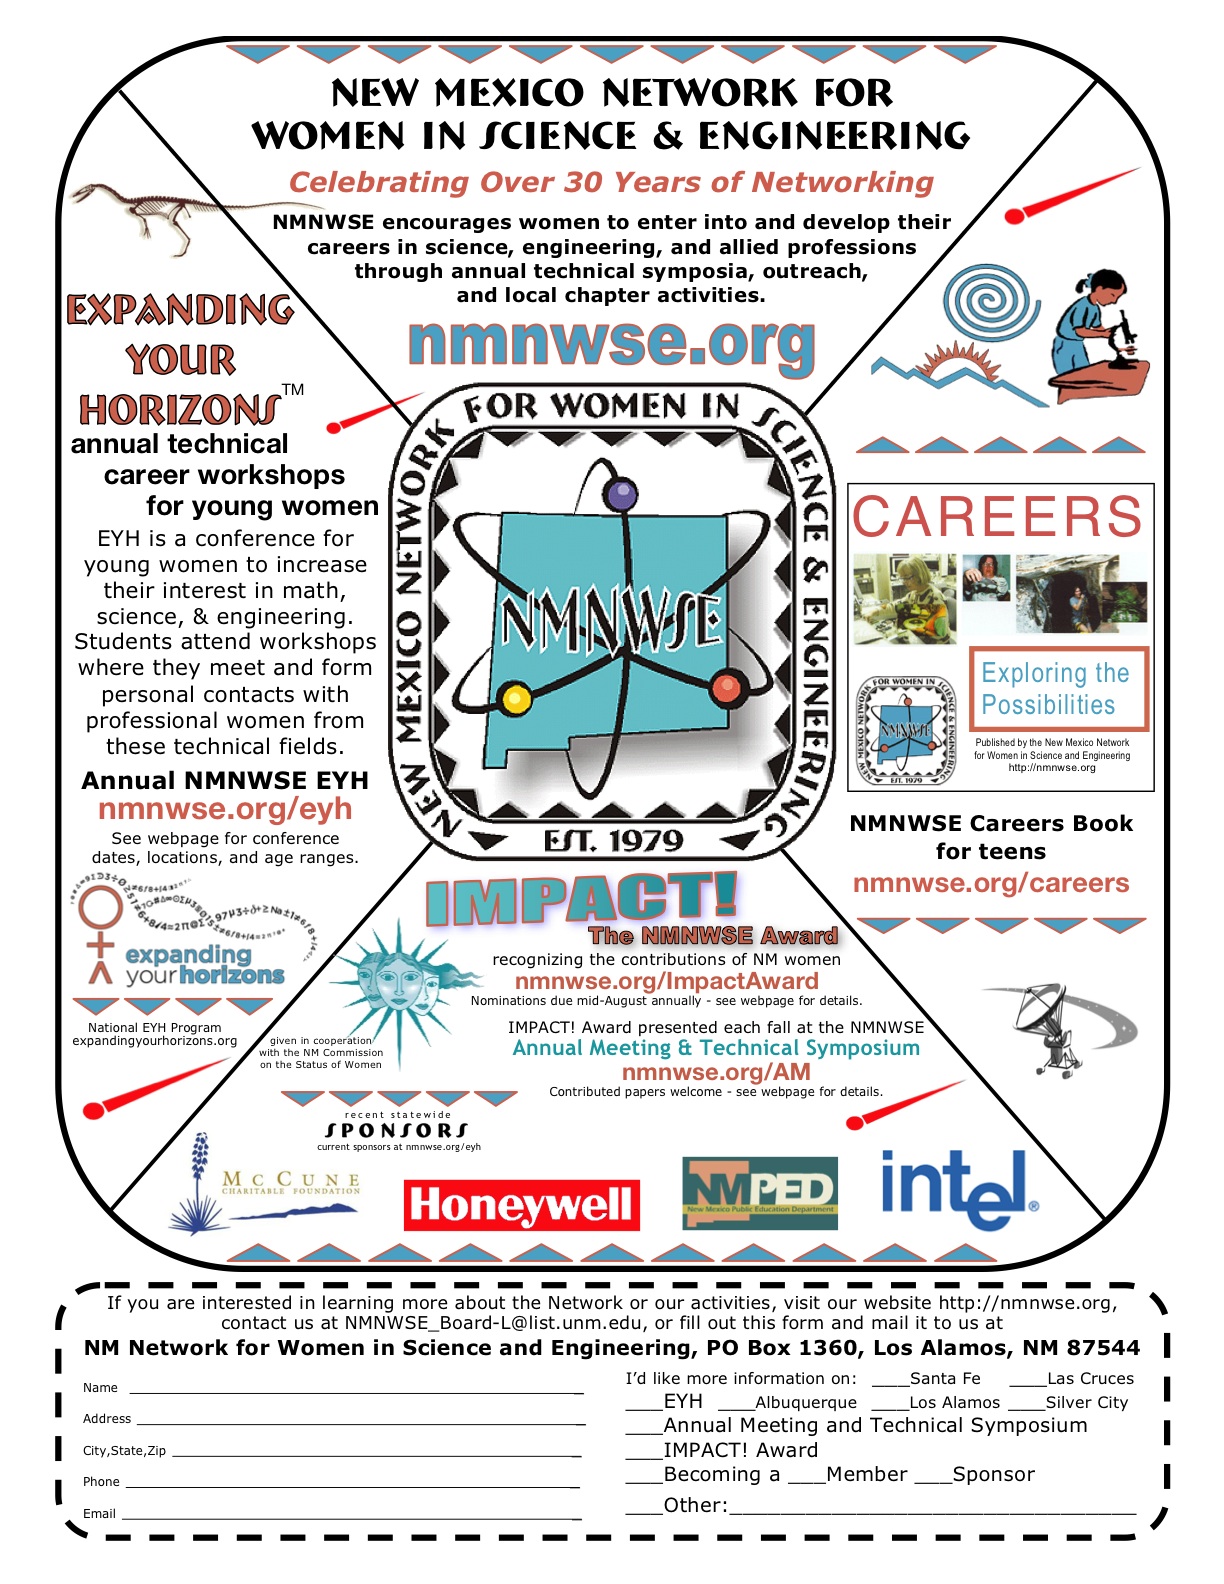 NEW MEXICO NETWORK FOR
WOMEN IN SCIENCE & ENGINEERING
Celebrating Over 30 Years of Networking
NMNWSE encourages women to enter into and develop their
careers in science, engineering, and allied professions
through annual technical symposia, outreach,
and local chapter activities.
nmnwse.org
EXPANDING
YOUR
HORIZONS™
annual technical
career workshops
for young women
EYH is a conference for
young women to increase
their interest in math,
science, & engineering.
Students attend workshops
where they meet and form
personal contacts with
professional women from
these technical fields.
Annual NMNWSE EYH
nmnwse.org/eyh
See webpage for conference
dates, locations, and age ranges.
expanding
yourhorizons
National EYH Program
expandingyourhorizons.org
NEW MEXICO NETWORK FOR WOMEN IN SCIENCE & ENGINEERING
NMNWSE
EST. 1979
CAREERS
Exploring the
Possibilities
NEW MEXICO NETWORK FOR WOMEN IN SCIENCE & ENGINEERING
NMNWSE
EST. 1979
Published by the New Mexico Network
for Women in Science and Engineering
http://nmnwse.org
NMNWSE Careers Book
for teens
nmnwse.org/careers
IMPACT!
The NMNWSE Award
recognizing the contributions of NM women
nmnwse.org/ImpactAward
Nominations due mid-August annually - see webpage for details.
given in cooperation
with the NM Commission
on the Status of Women
IMPACT! Award presented each fall at the NMNWSE
Annual Meeting & Technical Symposium
nmnwse.org/AM
Contributed papers welcome - see webpage for details.
recent statewide
SPONSORS
current sponsors at nmnwse.org/eyh
MCCUNE
CHARITABLE FOUNDATION
Honeywell
NMPED
New Mexico Public Education Department
intel®
If you are interested in learning more about the Network or our activities, visit our website http://nmnwse.org,
contact us at NMNWSE_Board-L@list.unm.edu, or fill out this form and mail it to us at
NM Network for Women in Science and Engineering, PO Box 1360, Los Alamos, NM 87544
Name
Address
City,State,Zip
Phone
Email
I'd like more information on: ___Santa Fe ___Las Cruces
___EYH ___Albuquerque ___Los Alamos ___Silver City
___Annual Meeting and Technical Symposium
___IMPACT! Award
___Becoming a ___Member ___Sponsor
___Other:___